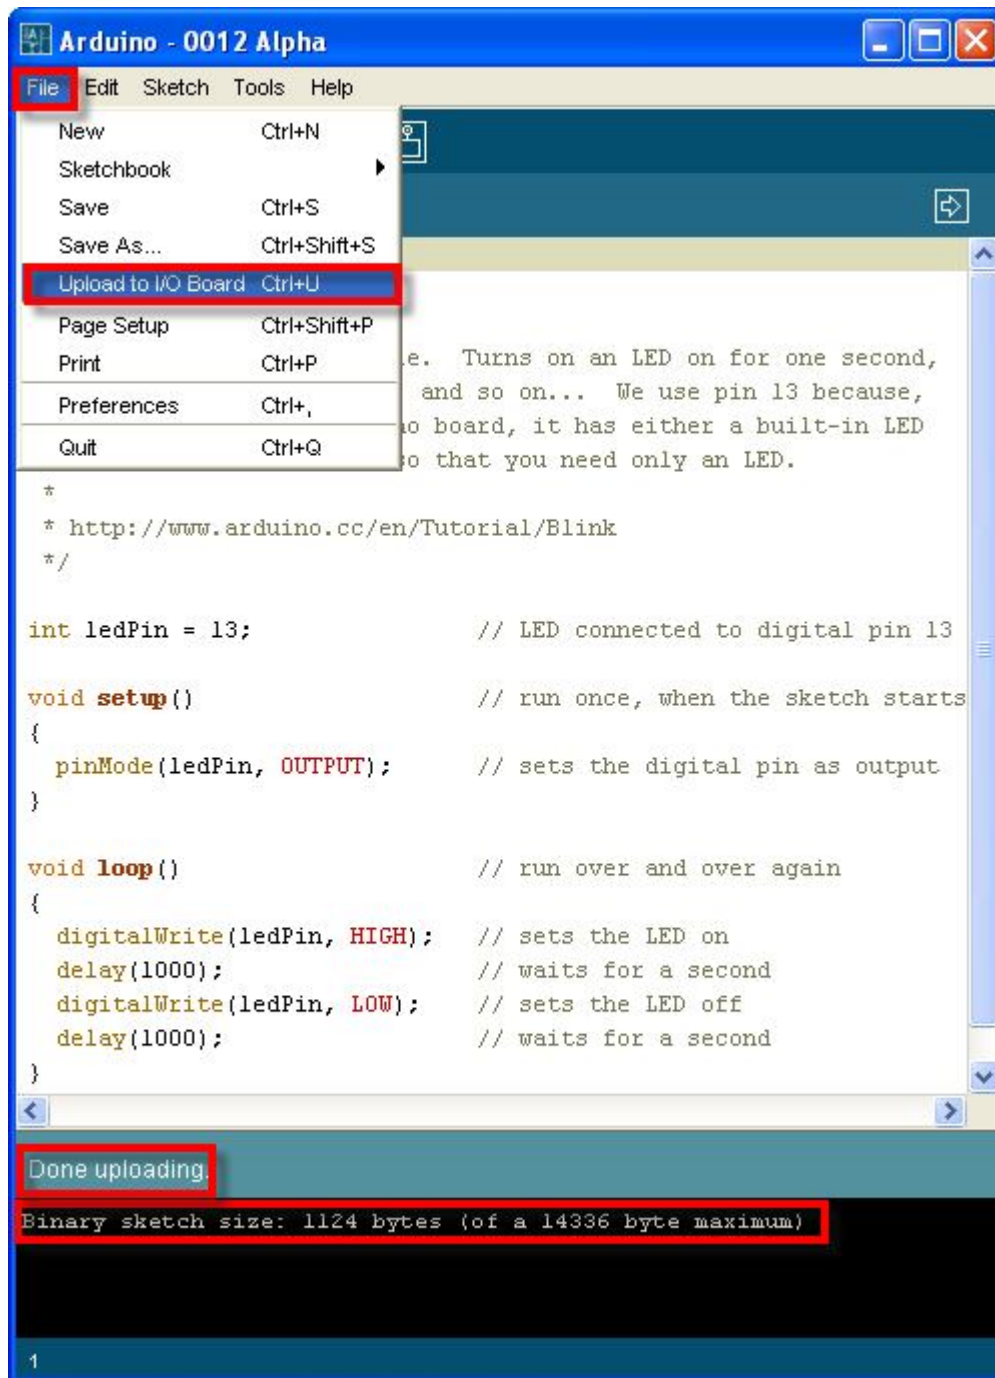 Arduino - 0012 Alpha
File Edit Sketch Tools Help
New Ctrl+N
Sketchbook
Save Ctrl+S
Save As... Ctrl+Shift+S
Upload to I/O Board Ctrl+U
Page Setup Ctrl+Shift+P
Print Ctrl+P
Preferences Ctrl+,
Quit Ctrl+Q
e. Turns on an LED on for one second,
and so on... We use pin 13 because,
no board, it has either a built-in LED
so that you need only an LED.
*
* http://www.arduino.cc/en/Tutorial/Blink
*/
int ledPin = 13; // LED connected to digital pin 13
void setup() // run once, when the sketch starts
{
pinMode(ledPin, OUTPUT); // sets the digital pin as output
}
void loop() // run over and over again
{
digitalWrite(ledPin, HIGH); // sets the LED on
delay(1000); // waits for a second
digitalWrite(ledPin, LOW); // sets the LED off
delay(1000); // waits for a second
}
Done uploading.
Binary sketch size: 1124 bytes (of a 14336 byte maximum)
1